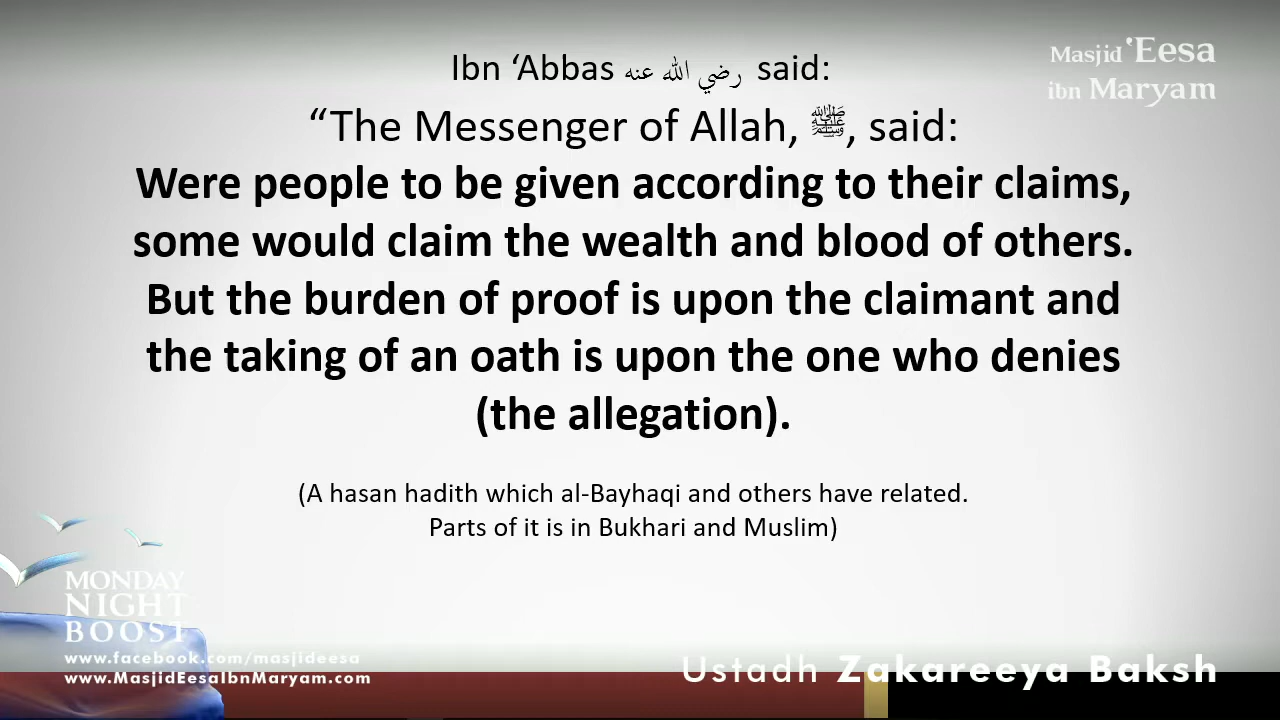 Masjid ‘Eesa
ibn Maryam
Ibn ‘Abbas رضي الله عنه said:
“The Messenger of Allah, ﷺ, said:
Were people to be given according to their claims,
some would claim the wealth and blood of others.
But the burden of proof is upon the claimant and
the taking of an oath is upon the one who denies
(the allegation).
(A hasan hadith which al-Bayhaqi and others have related.
Parts of it is in Bukhari and Muslim)
MONDAY
NIGHT
BOOST
www.facebook.com/masjideesa
www.MasjidEesaIbnMaryam.com
Ustadh Zakareeya Baksh